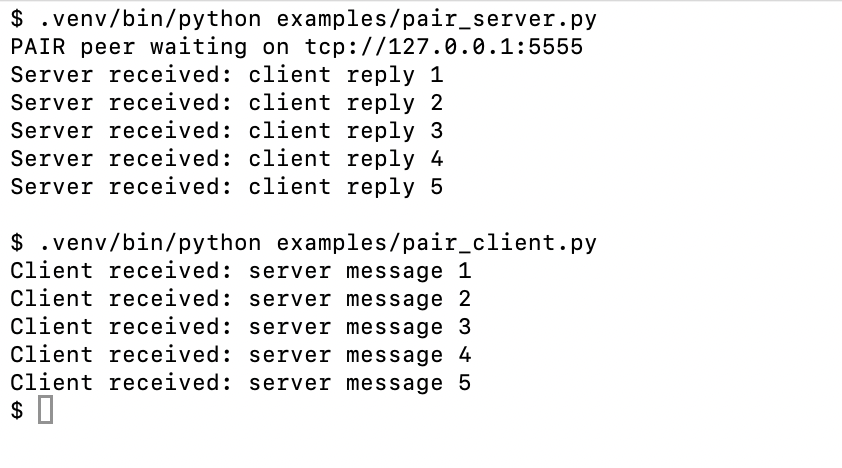 $ .venv/bin/python examples/pair_server.py
PAIR peer waiting on tcp://127.0.0.1:5555
Server received: client reply 1
Server received: client reply 2
Server received: client reply 3
Server received: client reply 4
Server received: client reply 5

$ .venv/bin/python examples/pair_client.py
Client received: server message 1
Client received: server message 2
Client received: server message 3
Client received: server message 4
Client received: server message 5
$